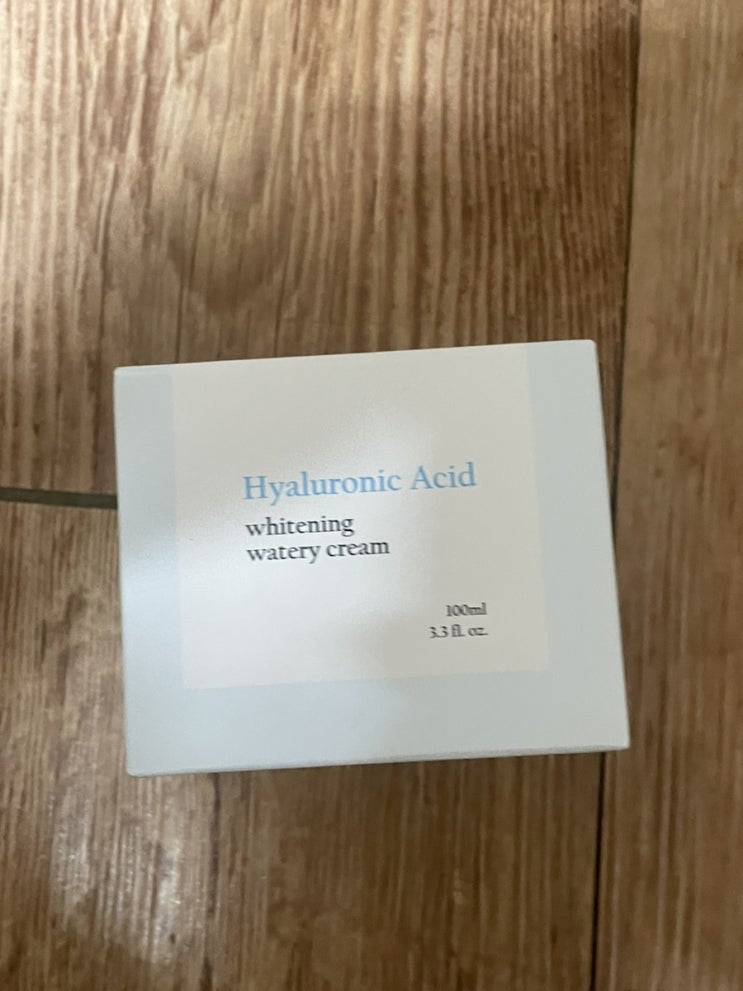 Hyaluronic Acid
whitening
watery cream
100ml
3.3 fl. oz.